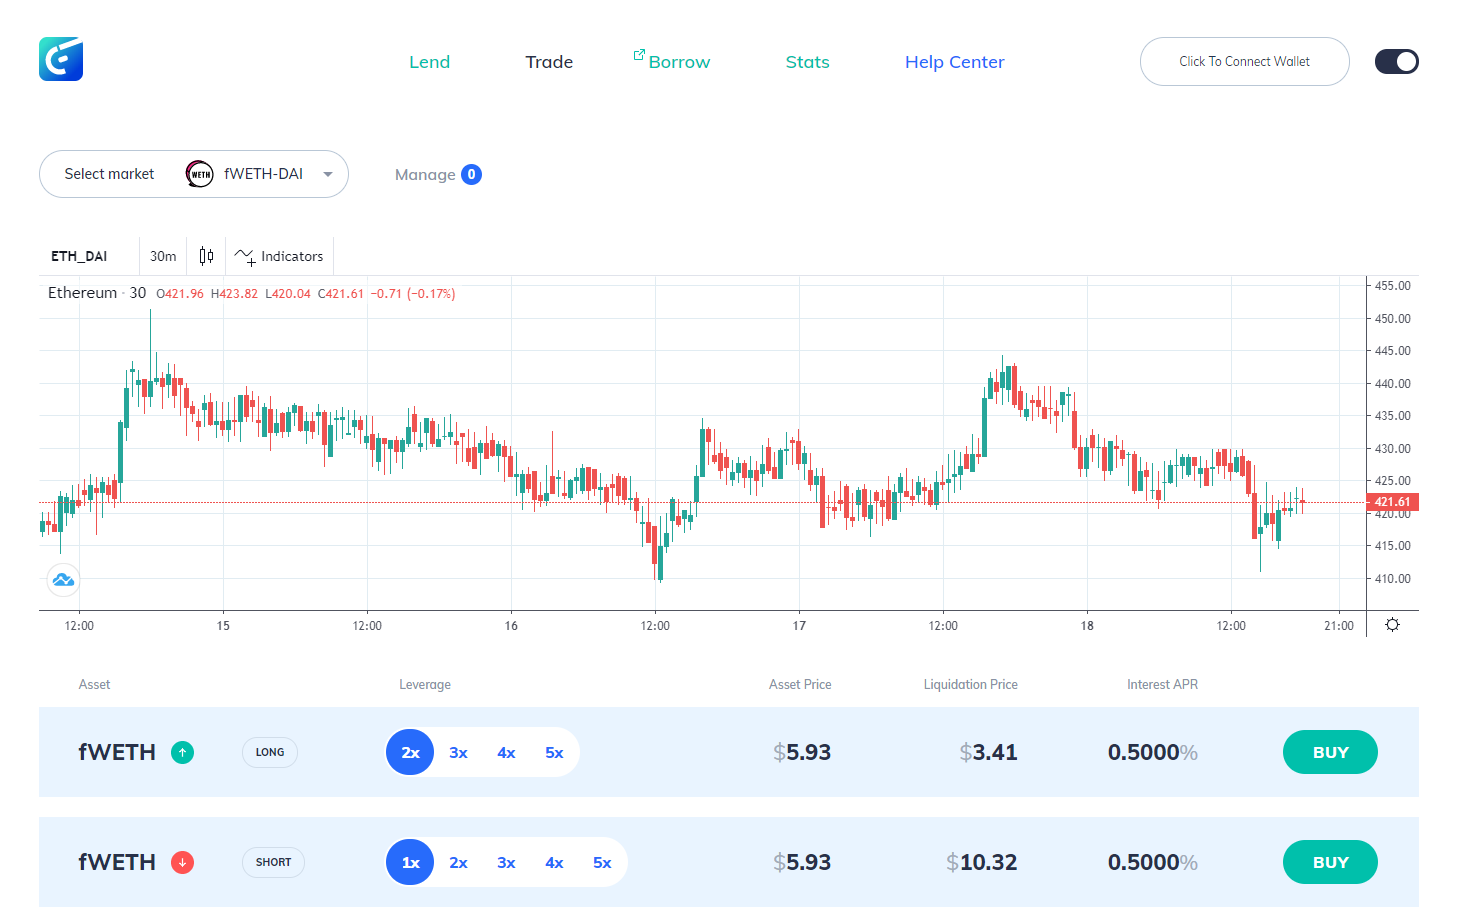 Lend Trade Borrow Stats Help Center Click To Connect Wallet
Select market WETH fWETH-DAI Manage 0
ETH_DAI 30m Indicators
Ethereum · 30 O421.96 H423.82 L420.04 C421.61 −0.71 (−0.17%)
455.00
450.00
445.00
440.00
435.00
430.00
425.00
421.61
420.00
415.00
410.00
12:00 15 12:00 16 12:00 17 12:00 18 12:00 21:00
Asset Leverage Asset Price Liquidation Price Interest APR
fWETH LONG 2x 3x 4x 5x $5.93 $3.41 0.5000% BUY
fWETH SHORT 1x 2x 3x 4x 5x $5.93 $10.32 0.5000% BUY